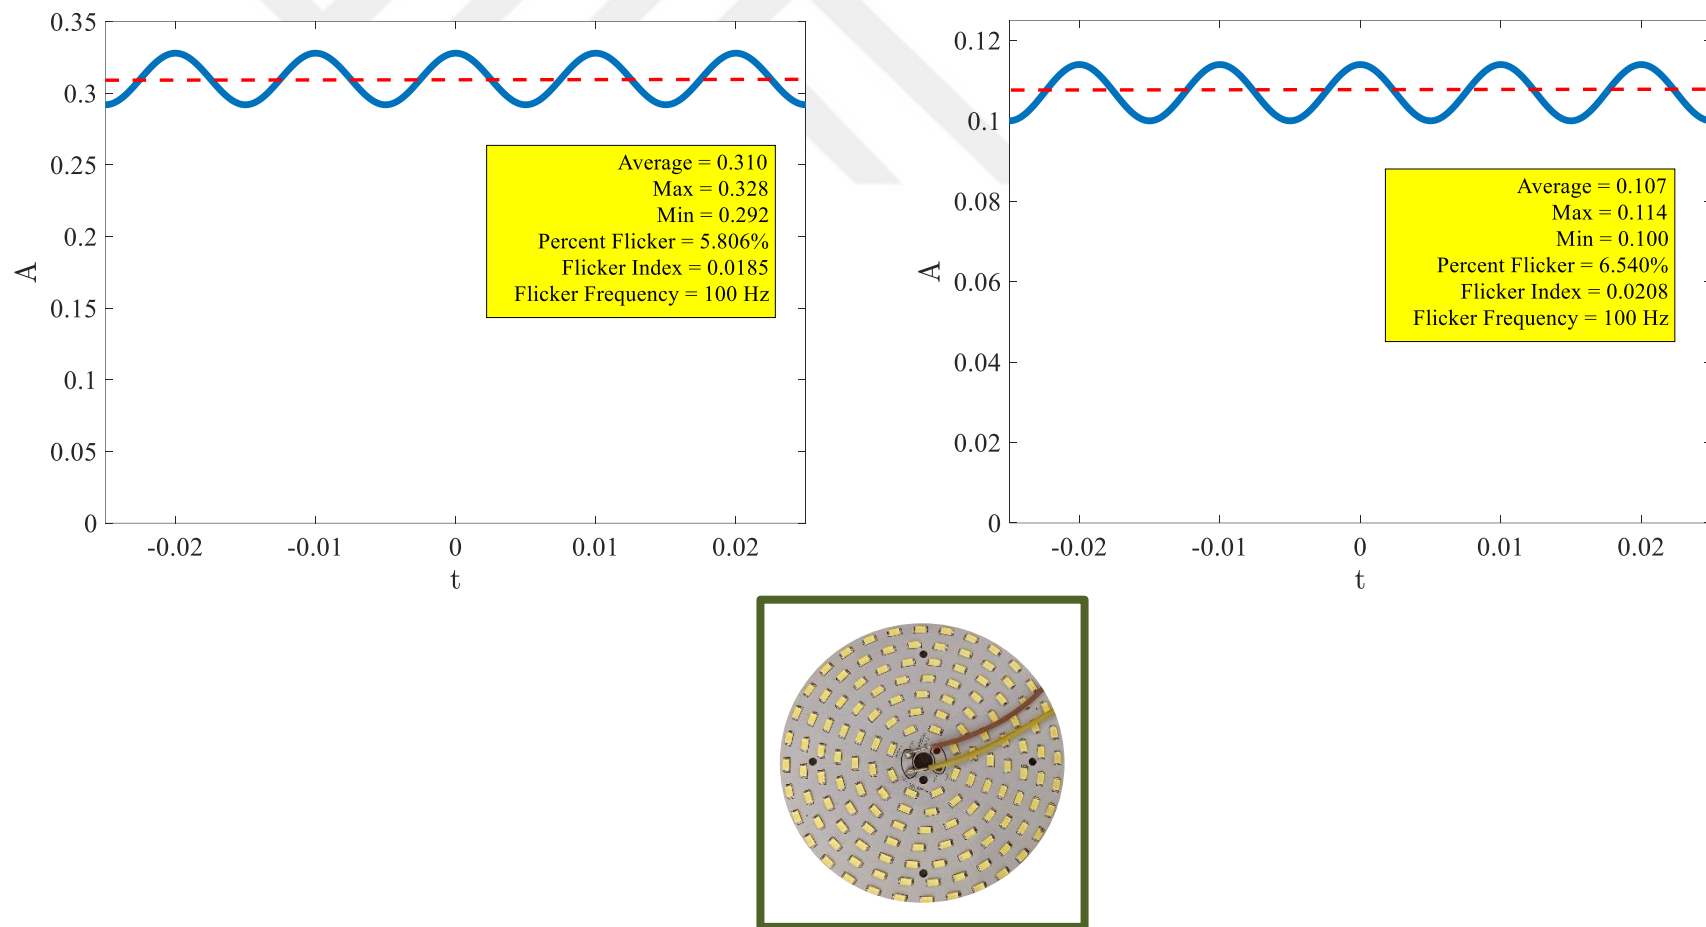 0.35
0.3
0.25
0.2
0.15
0.1
0.05
0
A
Average = 0.310
Max = 0.328
Min = 0.292
Percent Flicker = 5.806%
Flicker Index = 0.0185
Flicker Frequency = 100 Hz
-0.02 -0.01 0 0.01 0.02
t
0.12
0.1
0.08
0.06
0.04
0.02
0
A
Average = 0.107
Max = 0.114
Min = 0.100
Percent Flicker = 6.540%
Flicker Index = 0.0208
Flicker Frequency = 100 Hz
-0.02 -0.01 0 0.01 0.02
t